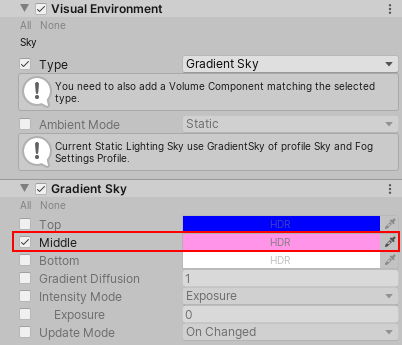 Visual Environment
All None
Sky
Type Gradient Sky
You need to also add a Volume Component matching the selected
type.
Ambient Mode Static
Current Static Lighting Sky use GradientSky of profile Sky and Fog
Settings Profile.
Gradient Sky
All None
Top HDR
Middle HDR
Bottom HDR
Gradient Diffusion 1
Intensity Mode Exposure
Exposure 0
Update Mode On Changed